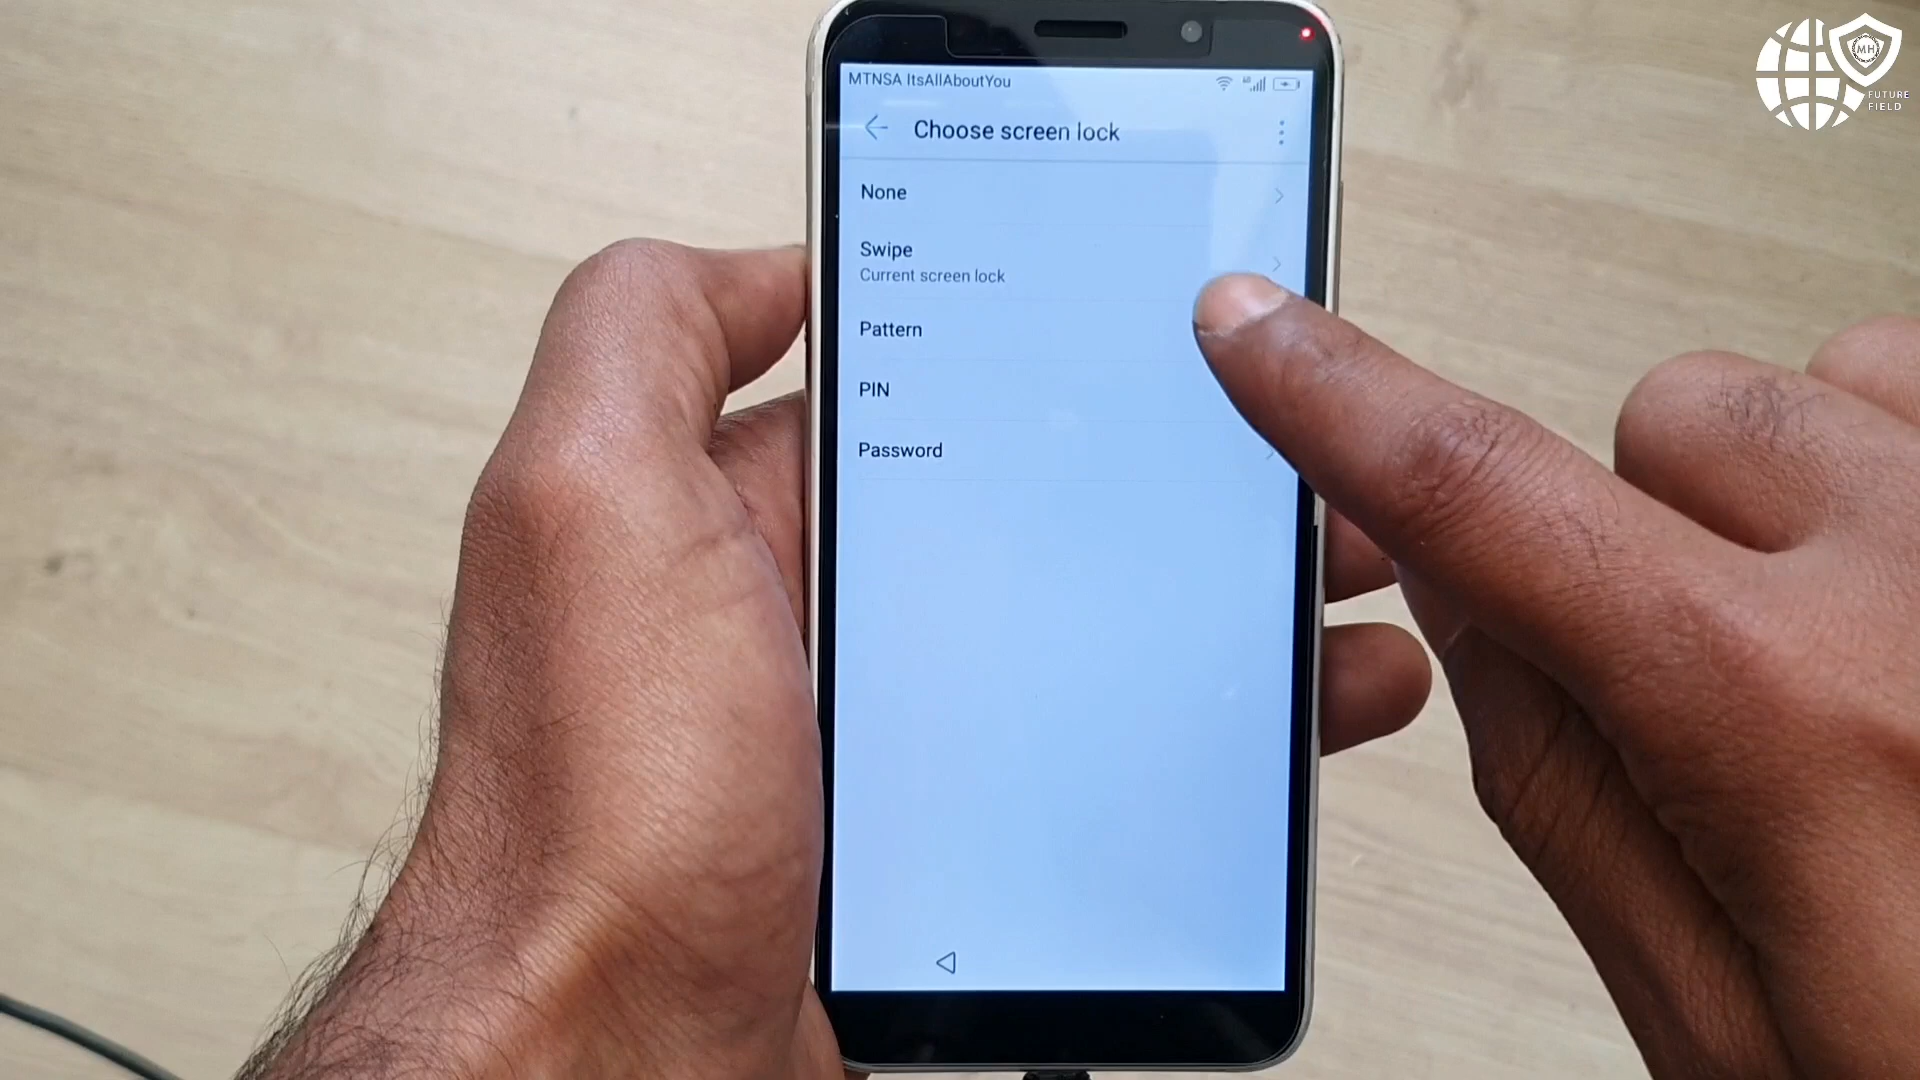 MTNSA ItsAllAboutYou
Choose screen lock
None
Swipe
Current screen lock
Pattern
PIN
Password
MH
FUTURE
FIELD